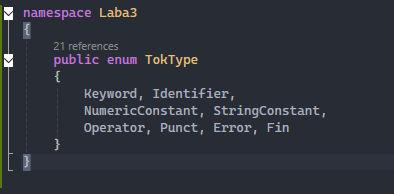 namespace Laba3
{
21 references
public enum TokType
{
Keyword, Identifier,
NumericConstant, StringConstant,
Operator, Punct, Error, Fin
}
}